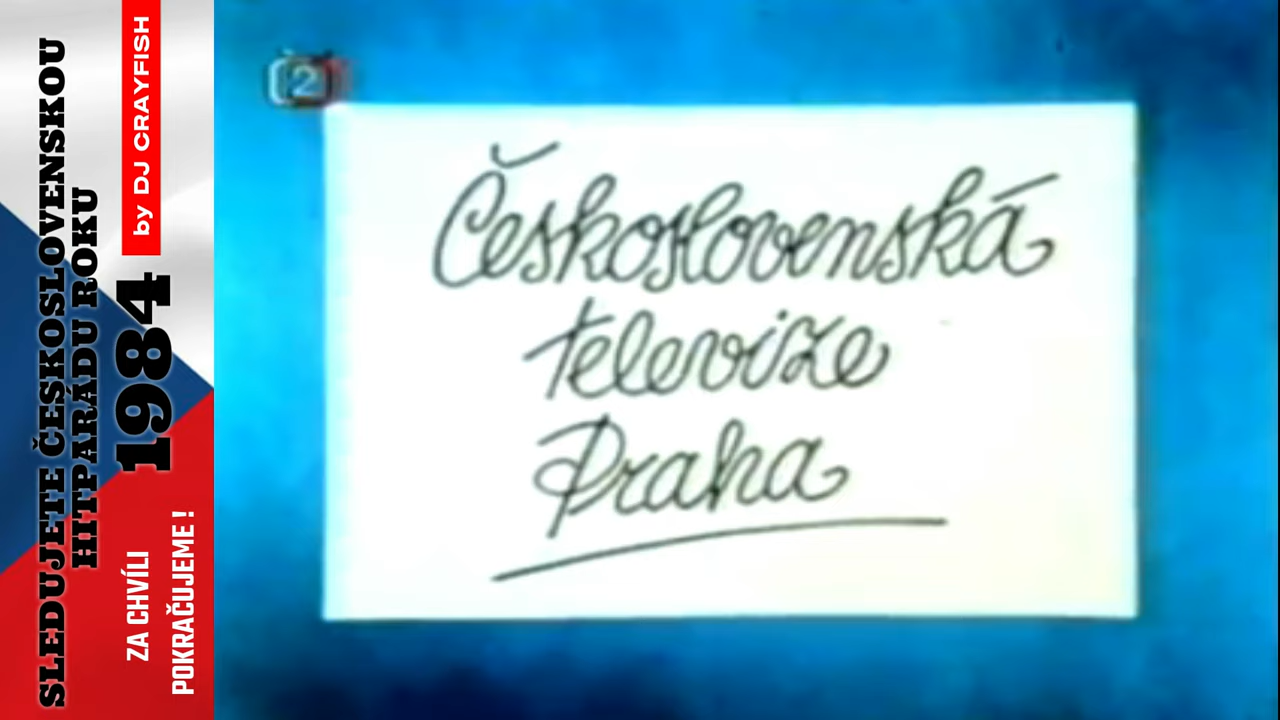 SLEDUJETE ČESKOSLOVENSKOU
HITPARÁDU ROKU
1984
by DJ CRAYFISH
ZA CHVÍLI
POKRAČUJEME !
2
Československá
televize
Praha